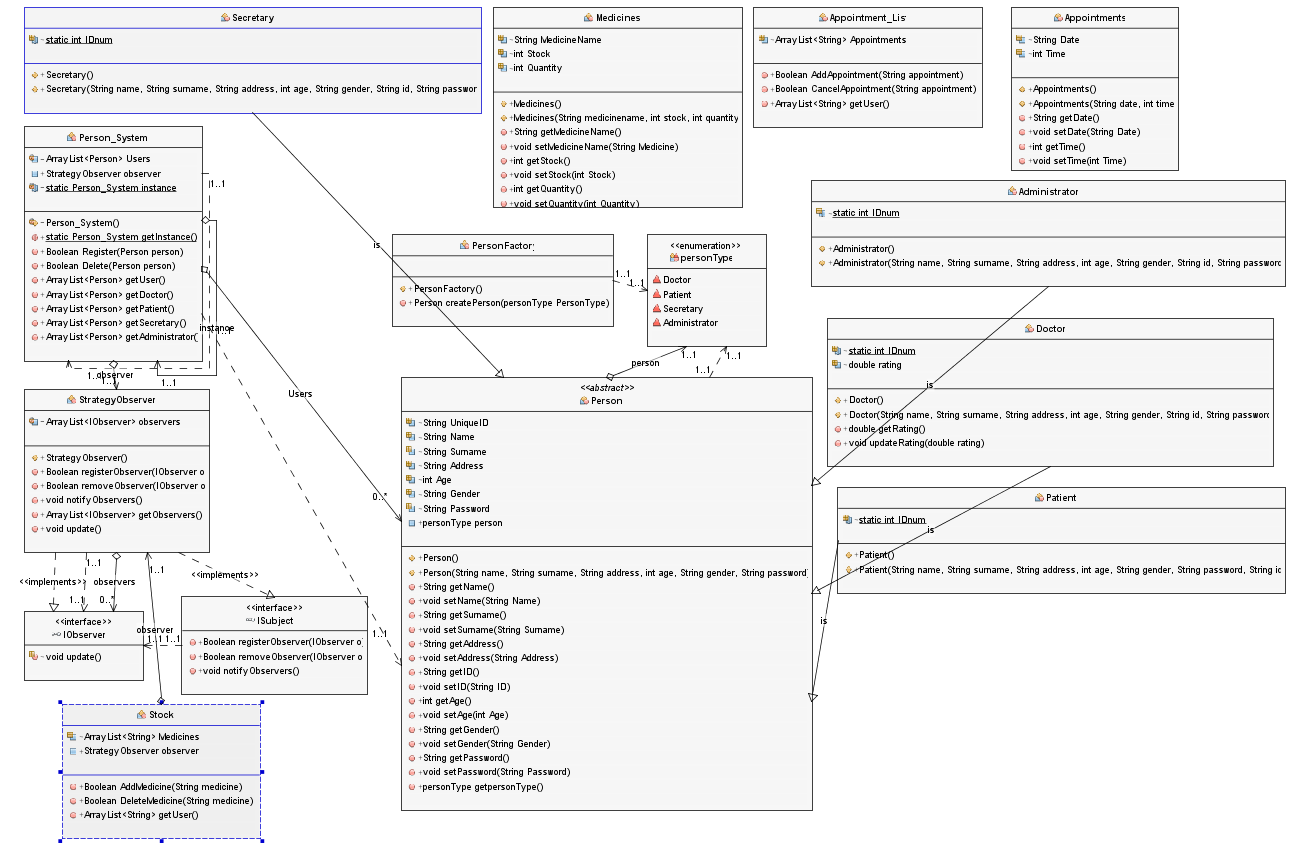 Secretary
~static int IDnum
+Secretary()
+Secretary(String name, String surname, String address, int age, String gender, String id, String passwor
Medicines
~String MedicineName
~int Stock
~int Quantity
+Medicines()
+Medicines(String medicinename, int stock, int quantity
+String getMedicineName()
+void setMedicineName(String Medicine)
+int getStock()
+void setStock(int Stock)
+int getQuantity()
+void setQuantity(int Quantity)
Appointment_Lis
~ArrayList<String> Appointments
+Boolean AddAppointment(String appointment)
+Boolean CancelAppointment(String appointment)
+ArrayList<String> getUser()
Appointments
~String Date
~int Time
+Appointments()
+Appointments(String date, int time
+String getDate()
+void setDate(String Date)
+int getTime()
+void setTime(int Time)
Person_System
-ArrayList<Person> Users
+StrategyObserver observer
-static Person_System instance
-Person_System()
+static Person_System getInstance()
+Boolean Register(Person person)
+Boolean Delete(Person person)
+ArrayList<Person> getUser()
+ArrayList<Person> getDoctor()
+ArrayList<Person> getPatient()
+ArrayList<Person> getSecretary()
+ArrayList<Person> getAdministrator(
1..1
instance
1..1
1..1
observer
1..1
1..1
is
Users
0..*
1..1
PersonFactory
+PersonFactory()
+Person createPerson(personType PersonType)
1..1
<<enumeration>>
personType
Doctor
Patient
Secretary
Administrator
person
1..1
1..1
1..1
Administrator
~static int IDnum
+Administrator()
+Administrator(String name, String surname, String address, int age, String gender, String id, String password
is
Doctor
~static int IDnum
~double rating
+Doctor()
+Doctor(String name, String surname, String address, int age, String gender, String id, String password
+double getRating()
+void updateRating(double rating)
is
Patient
~static int IDnum
+Patient()
+Patient(String name, String surname, String address, int age, String gender, String password, String id
is
<<abstract>>
Person
~String UniqueID
~String Name
~String Surname
~String Address
~int Age
~String Gender
~String Password
+personType person
+Person()
+Person(String name, String surname, String address, int age, String gender, String password)
+String getName()
+void setName(String Name)
+String getSurname()
+void setSurname(String Surname)
+String getAddress()
+void setAddress(String Address)
+String getID()
+void setID(String ID)
+int getAge()
+void setAge(int Age)
+String getGender()
+void setGender(String Gender)
+String getPassword()
+void setPassword(String Password)
+personType getpersonType()
StrategyObserver
-ArrayList<IObserver> observers
+StrategyObserver()
+Boolean registerObserver(IObserver o
+Boolean removeObserver(IObserver o
+void notifyObservers()
+ArrayList<IObserver> getObservers()
+void update()
<<implements>>
1..1
observers
1..1
0..*
1..1
<<implements>>
<<interface>>
IObserver
~void update()
observer
1..1
1..1
<<interface>>
ISubject
+Boolean registerObserver(IObserver o)
+Boolean removeObserver(IObserver o
+void notifyObservers()
Stock
~ArrayList<String> Medicines
+StrategyObserver observer
+Boolean AddMedicine(String medicine)
+Boolean DeleteMedicine(String medicine)
+ArrayList<String> getUser()